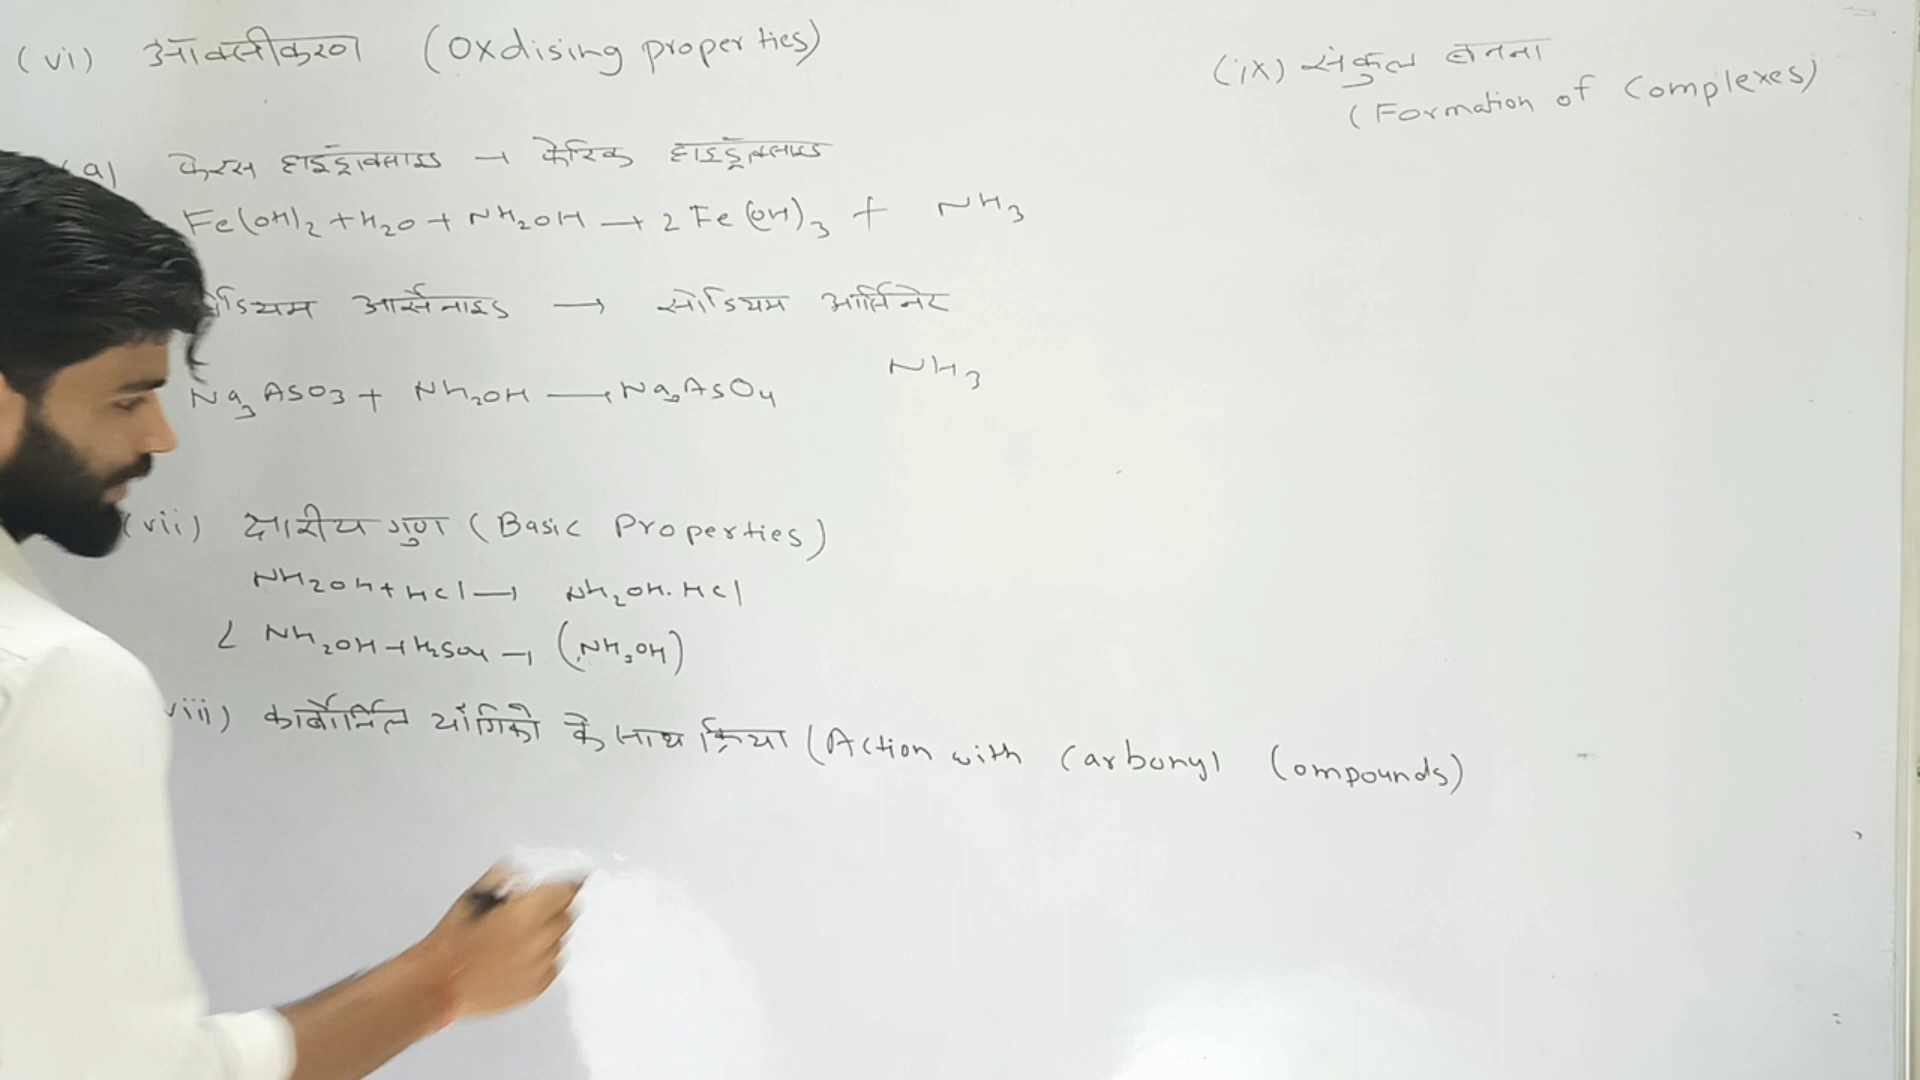 (vi) ऑक्सीकरण (Oxdising properties)
(a) फेरस हाइड्रॉक्साइड → फेरिक हाइड्रॉक्साइड
Fe(OH)2 + H2O + NH2OH → 2Fe(OH)3 + NH3
सोडियम आर्सेनाइड → सोडियम आर्सिनेट
Na3AsO3 + NH2OH → Na3AsO4 NH3
(vii) क्षारीय गुण (Basic Properties)
NH2OH + HCl → NH2OH.HCl
2 NH2OH + H2SO4 → (NH3OH)
viii) कार्बोनिल यौगिको के साथ क्रिया (Action with Carbonyl Compounds)
(ix) संकुल बनना
(Formation of Complexes)